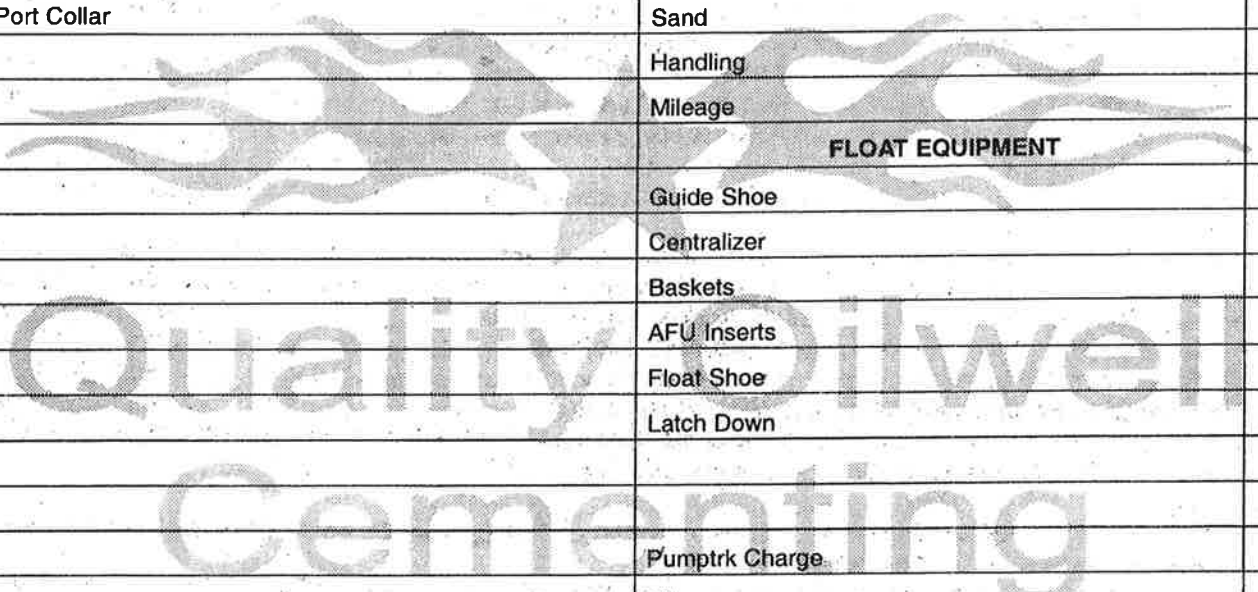 Port Collar
Sand
Handling
Mileage
FLOAT EQUIPMENT
Guide Shoe
Centralizer
Baskets
AFU Inserts
Float Shoe
Latch Down
Quality Oilwell
Cementing
Pumptrk Charge